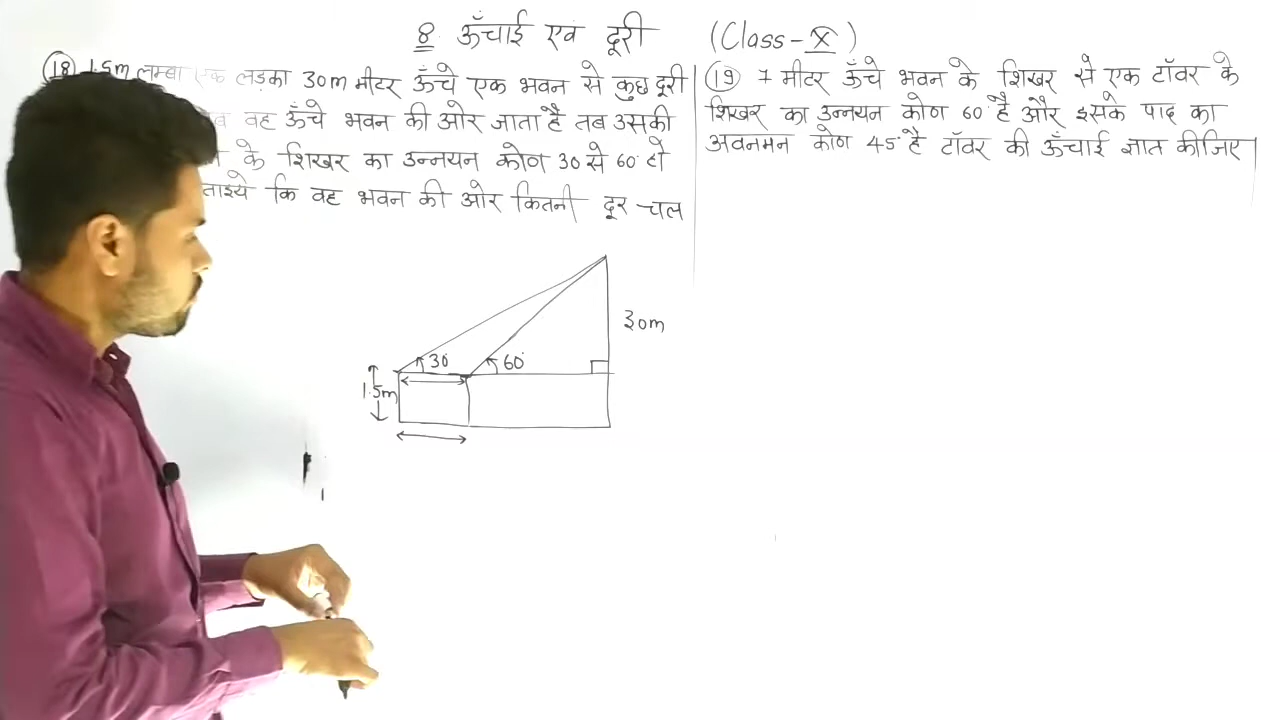 8. ऊँचाई एवं दूरी (Class-X)
(18) 1.5m लम्बा एक लड़का 30m मीटर ऊँचे एक भवन से कुछ दूरी
वह ऊँचे भवन की ओर जाता है तब उसकी
के शिखर का उन्नयन कोण 30 से 60° हो
कि वह भवन की ओर कितनी दूर चल
(19) 7 मीटर ऊँचे भवन के शिखर से एक टॉवर के
शिखर का उन्नयन कोण 60° है और इसके पाद का
अवनमन कोण 45° है टॉवर की ऊँचाई ज्ञात कीजिए
30m
30° 60°
1.5m